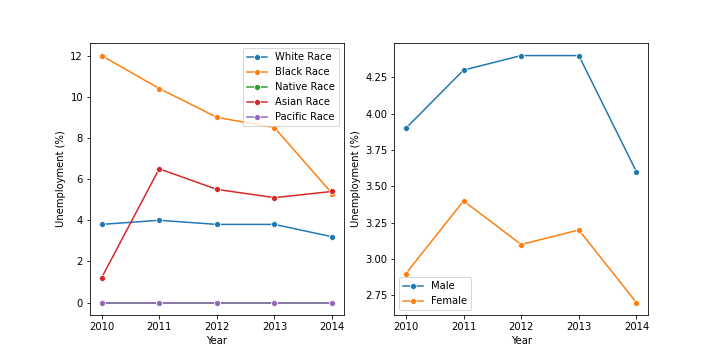 12
10
8
6
4
2
0
Unemployment (%)
2010 2011 2012 2013 2014
Year
White Race
Black Race
Native Race
Asian Race
Pacific Race
4.25
4.00
3.75
3.50
3.25
3.00
2.75
Unemployment (%)
2010 2011 2012 2013 2014
Year
Male
Female